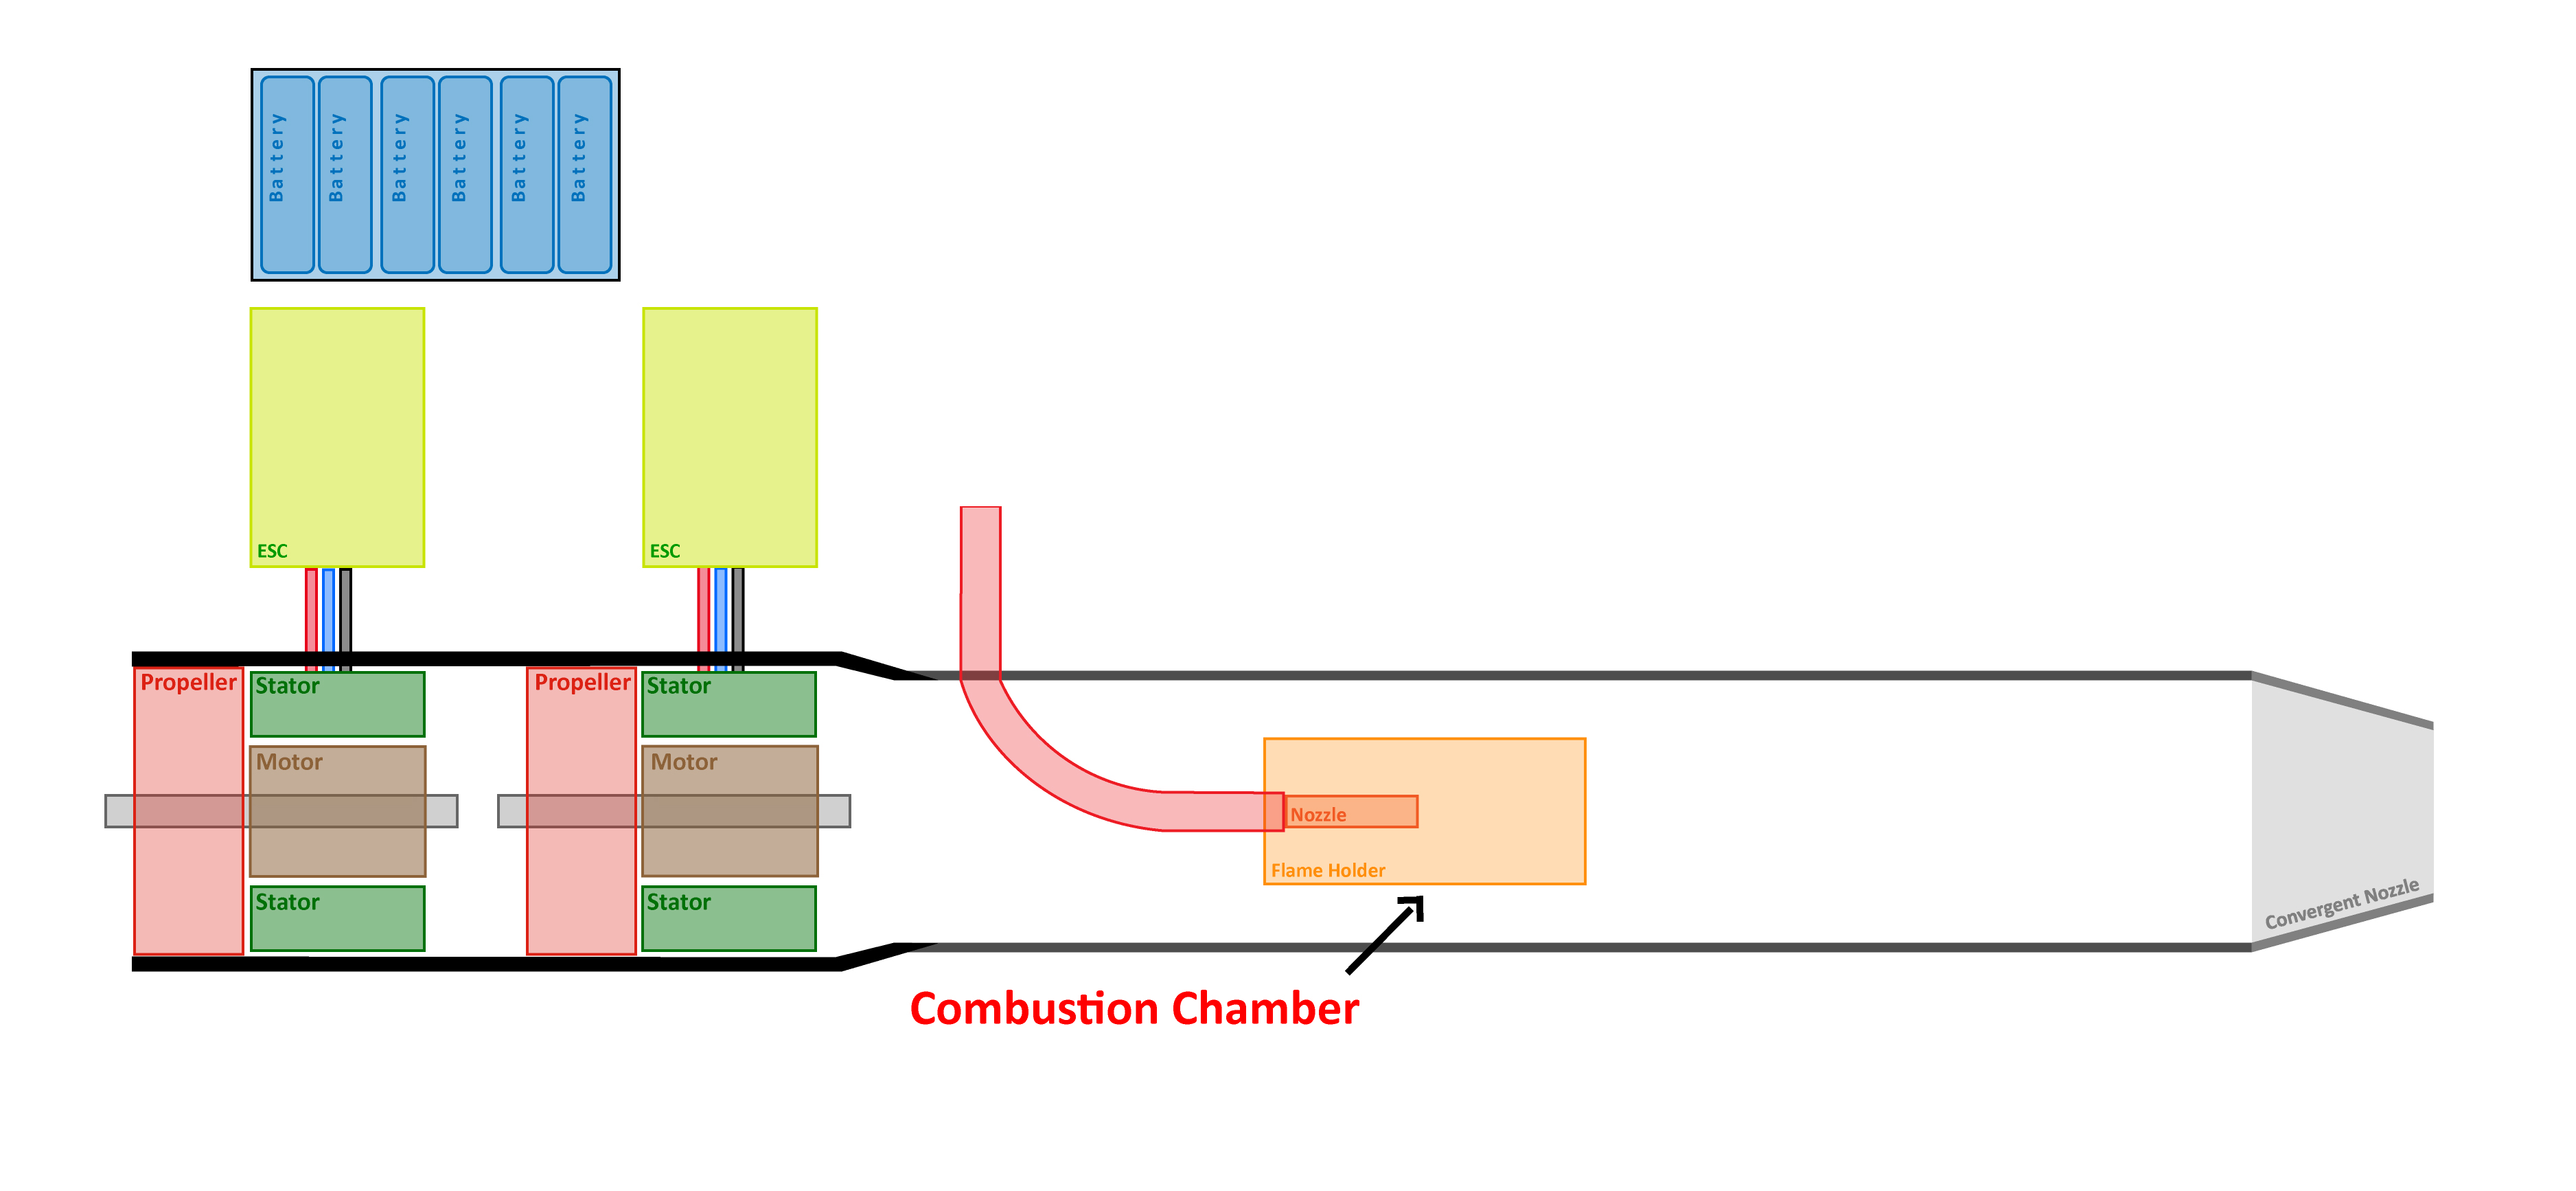 Battery
Battery
Battery
Battery
Battery
Battery
ESC
ESC
Propeller
Stator
Propeller
Stator
Motor
Motor
Nozzle
Flame Holder
Stator
Stator
Convergent Nozzle
Combustion Chamber